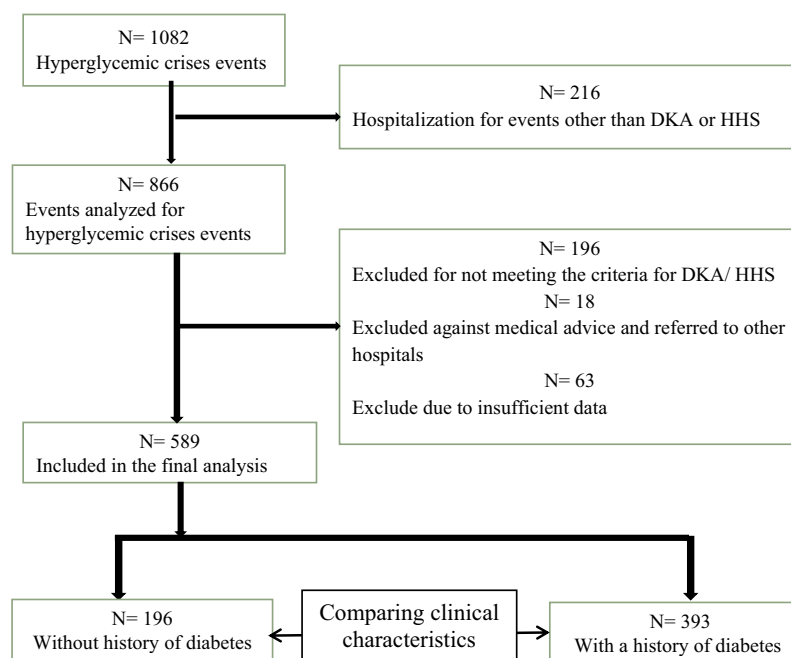 N= 1082
Hyperglycemic crises events
N= 216
Hospitalization for events other than DKA or HHS
N= 866
Events analyzed for
hyperglycemic crises events
N= 196
Excluded for not meeting the criteria for DKA/ HHS
N= 18
Excluded against medical advice and referred to other
hospitals
N= 63
Exclude due to insufficient data
N= 589
Included in the final analysis
N= 196
Without history of diabetes
Comparing clinical
characteristics
N= 393
With a history of diabetes